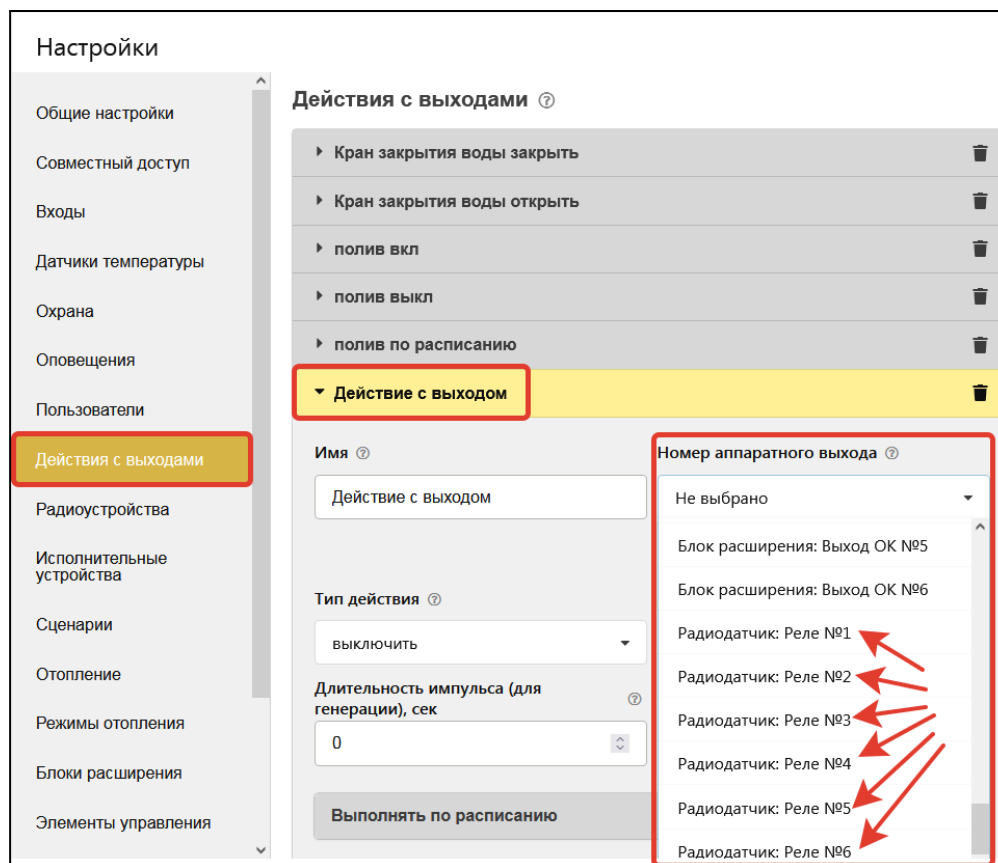 Настройки
Общие настройки
Совместный доступ
Входы
Датчики температуры
Охрана
Оповещения
Пользователи
Действия с выходами
Радиоустройства
Исполнительные
устройства
Сценарии
Отопление
Режимы отопления
Блоки расширения
Элементы управления
Действия с выходами
Кран закрытия воды закрыть
Кран закрытия воды открыть
полив вкл
полив выкл
полив по расписанию
Действие с выходом
Имя
Действие с выходом
Тип действия
выключить
Длительность импульса (для
генерации), сек
0
Выполнять по расписанию
Номер аппаратного выхода
Не выбрано
Блок расширения: Выход ОК №5
Блок расширения: Выход ОК №6
Радиодатчик: Реле №1
Радиодатчик: Реле №2
Радиодатчик: Реле №3
Радиодатчик: Реле №4
Радиодатчик: Реле №5
Радиодатчик: Реле №6